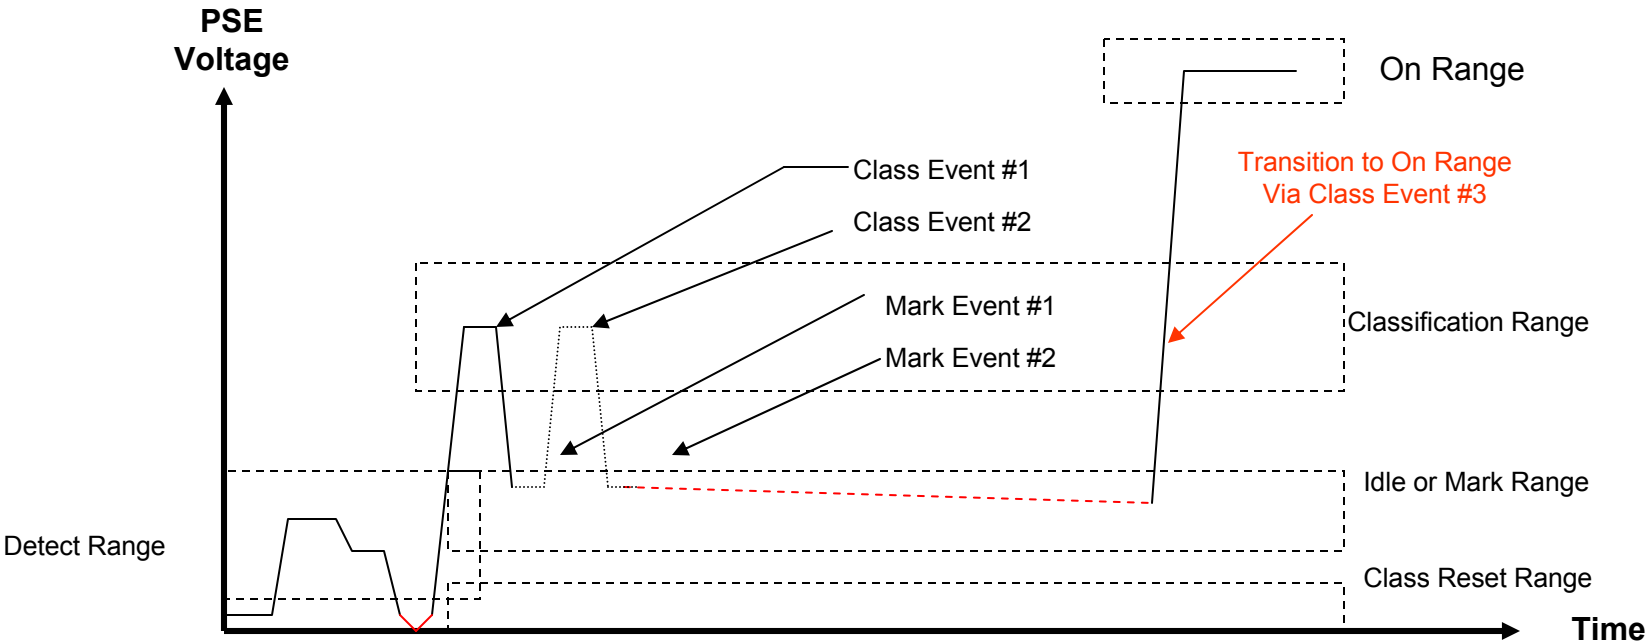 PSE
Voltage
On Range
Class Event #1
Transition to On Range
Via Class Event #3
Class Event #2
Mark Event #1
Classification Range
Mark Event #2
Idle or Mark Range
Detect Range
Class Reset Range
Time